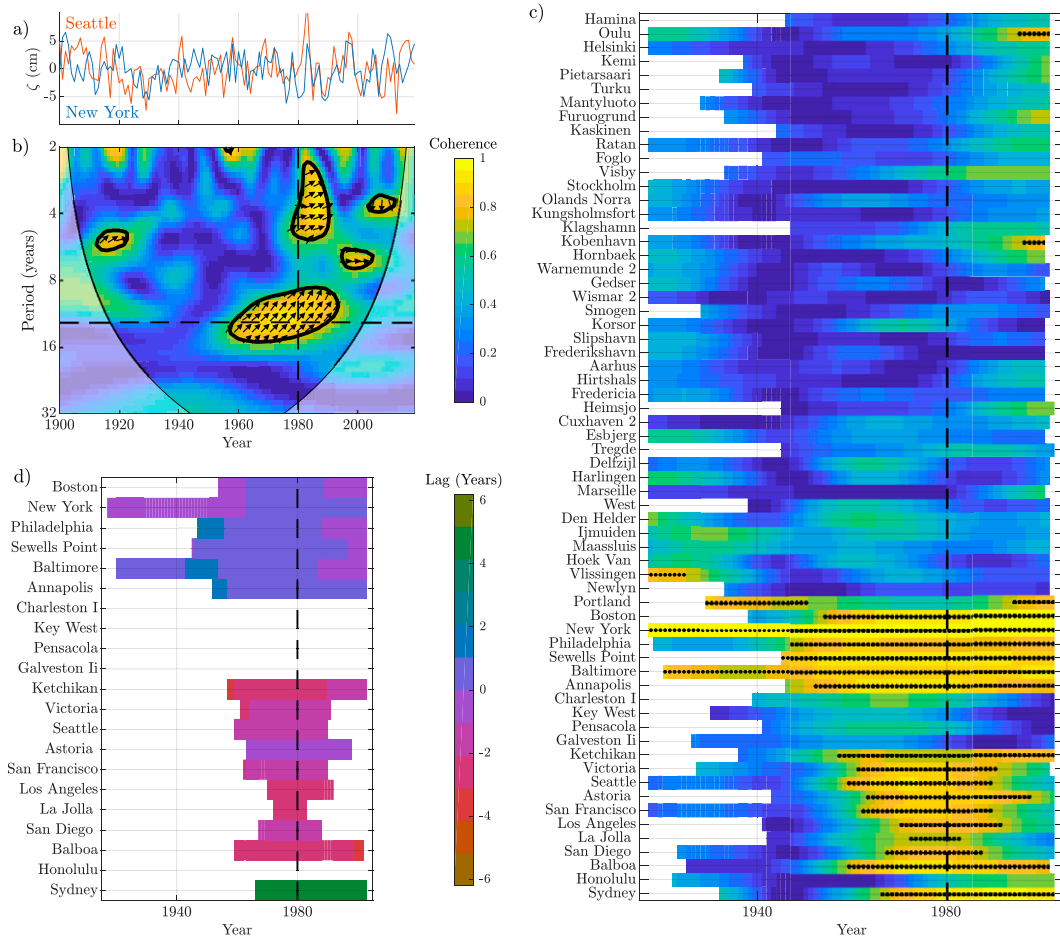 a)
Seattle
5
0
-5
ζ (cm)
New York
b)
Coherence
2
4
8
16
32
Period (years)
1900
1920
1940
1960
1980
2000
Year
1
0.8
0.6
0.4
0.2
0
d)
Boston
New York
Philadelphia
Sewells Point
Baltimore
Annapolis
Charleston I
Key West
Pensacola
Galveston Ii
Ketchikan
Victoria
Seattle
Astoria
San Francisco
Los Angeles
La Jolla
San Diego
Balboa
Honolulu
Sydney
1940
1980
Year
Lag (Years)
6
4
2
0
-2
-4
-6
c)
Hamina
Oulu
Helsinki
Kemi
Pietarsaari
Turku
Mantyluoto
Furuogrund
Kaskinen
Ratan
Foglo
Visby
Stockholm
Olands Norra
Kungsholmsfort
Klagshamn
Kobenhavn
Hornbaek
Warnemunde 2
Gedser
Wismar 2
Smogen
Korsor
Slipshavn
Frederikshavn
Aarhus
Hirtshals
Fredericia
Heimsjo
Cuxhaven 2
Esbjerg
Tregde
Delfzijl
Harlingen
Marseille
West
Den Helder
Ijmuiden
Maassluis
Hoek Van
Vlissingen
Newlyn
Portland
Boston
New York
Philadelphia
Sewells Point
Baltimore
Annapolis
Charleston I
Key West
Pensacola
Galveston Ii
Ketchikan
Victoria
Seattle
Astoria
San Francisco
Los Angeles
La Jolla
San Diego
Balboa
Honolulu
Sydney
1940
1980
Year